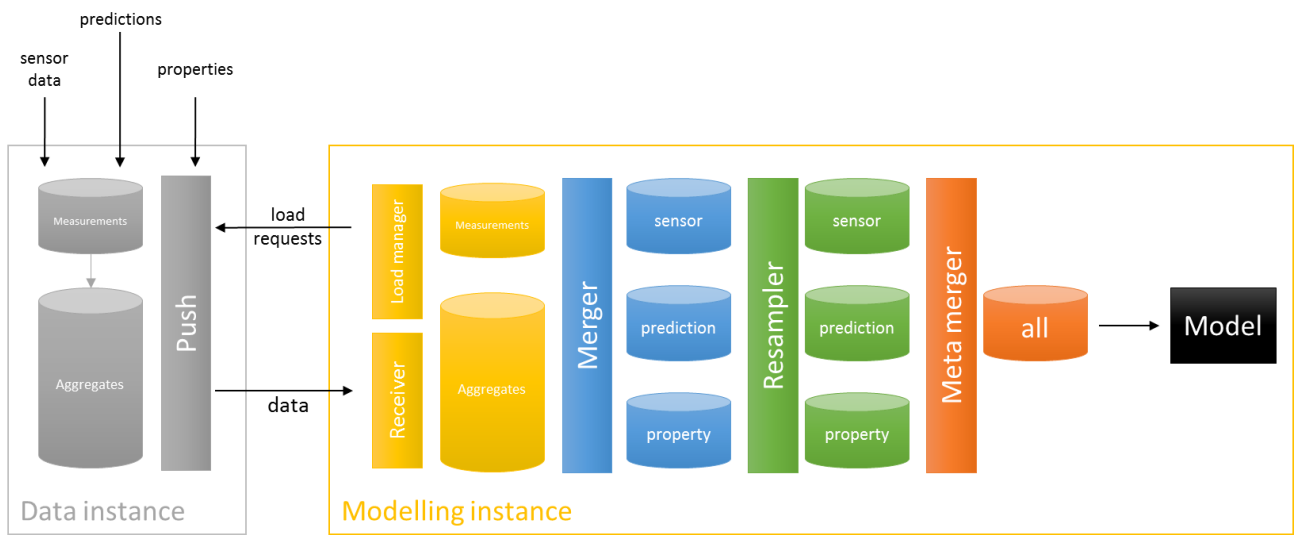 predictions
sensor
data
properties
Measurements
Aggregates
Push
Data instance
load
requests
data
Load manager
Receiver
Measurements
Aggregates
Merger
sensor
prediction
property
Resampler
sensor
prediction
property
Meta merger
all
Model
Modelling instance